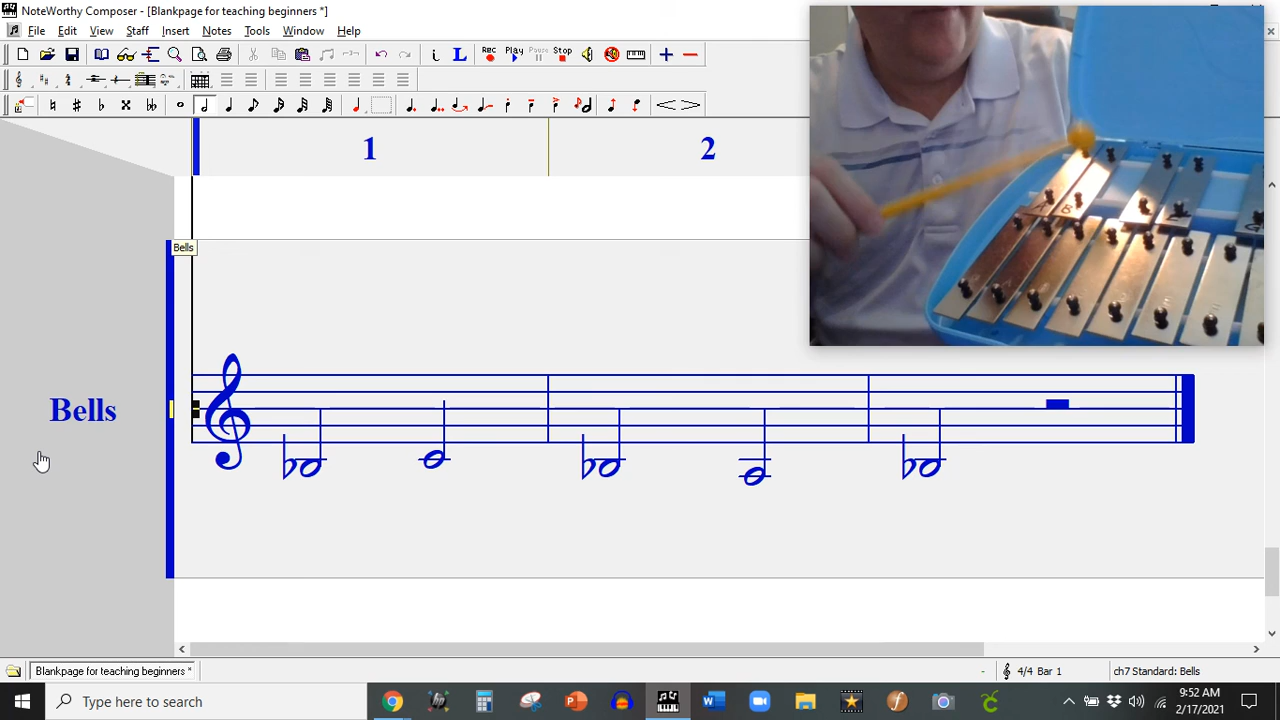 NoteWorthy Composer - [Blankpage for teaching beginners *]
File Edit View Staff Insert Notes Tools Window Help
REC Play Pause Stop
1 2
Bells
Bells
A B
Blankpage for teaching beginners *
- 4/4 Bar 1 ch7 Standard: Bells
Type here to search
9:52 AM
2/17/2021